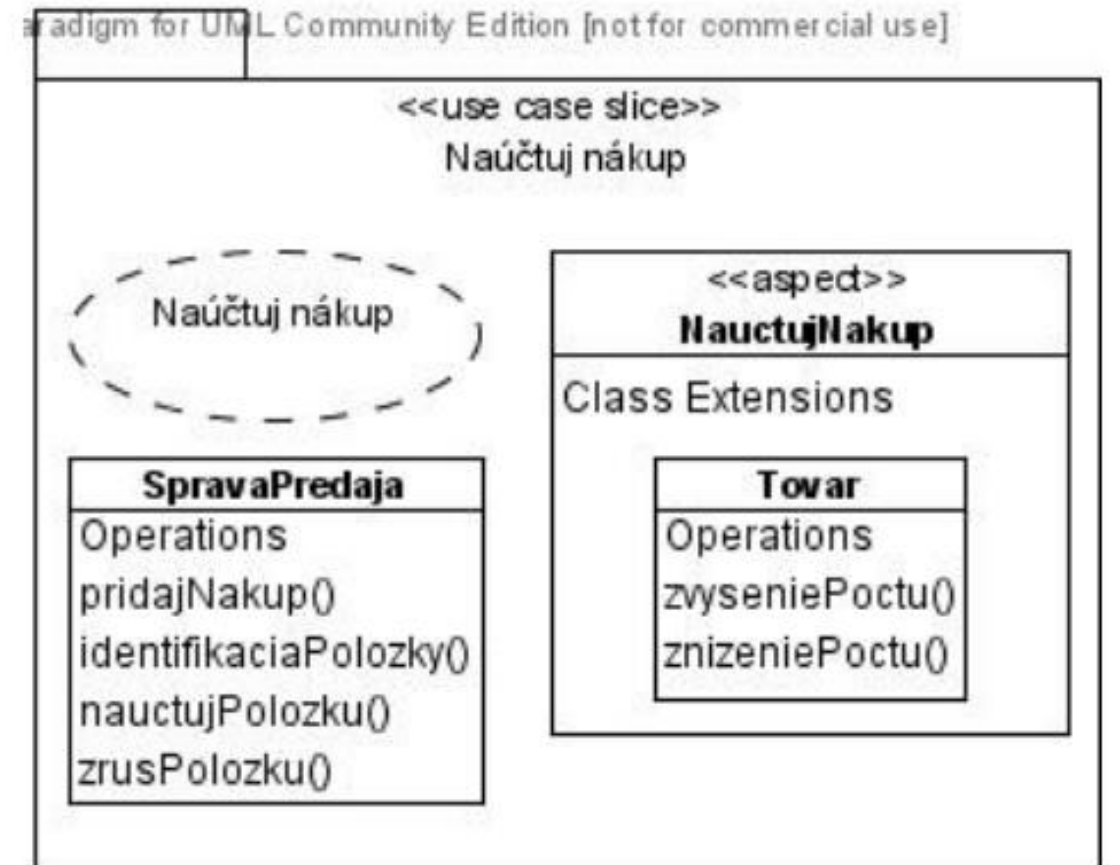 radigm for UML Community Edition [not for commercial use]
<<use case slice>>
Naúčtuj nákup
Naúčtuj nákup
<<aspect>>
NauctujNakup
Class Extensions
SpravaPredaja
Operations
pridajNakup()
identifikaciaPolozky()
nauctujPolozku()
zrusPolozku()
Tovar
Operations
zvyseniePoctu()
znizeniePoctu()